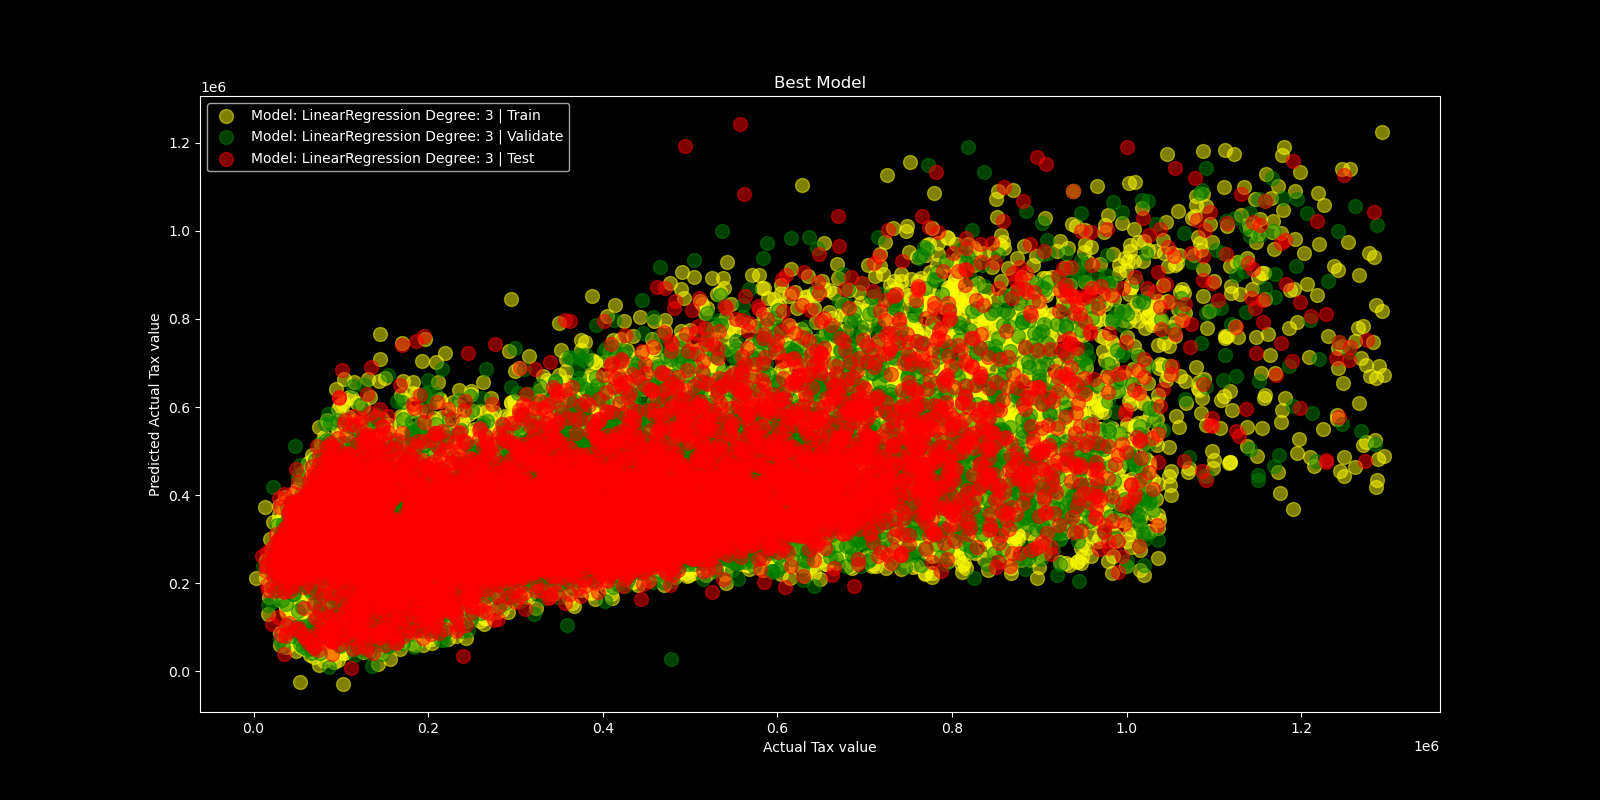 Best Model
1e6
Model: LinearRegression Degree: 3 | Train
Model: LinearRegression Degree: 3 | Validate
Model: LinearRegression Degree: 3 | Test
1.2
1.0
0.8
0.6
0.4
0.2
0.0
Predicted Actual Tax value
0.0 0.2 0.4 0.6 0.8 1.0 1.2
Actual Tax value
1e6